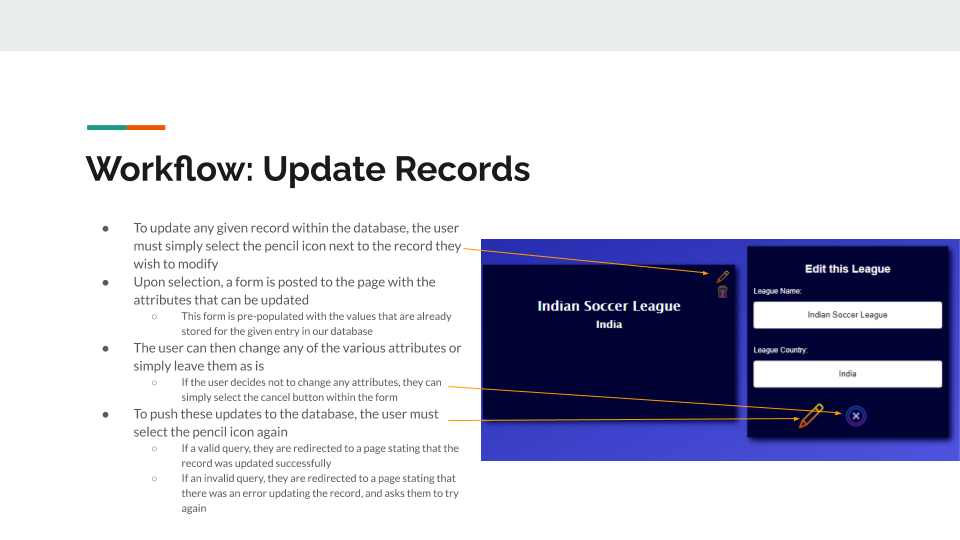 Workflow: Update Records
● To update any given record within the database, the user
must simply select the pencil icon next to the record they
wish to modify
● Upon selection, a form is posted to the page with the
attributes that can be updated
○ This form is pre-populated with the values that are already
stored for the given entry in our database
● The user can then change any of the various attributes or
simply leave them as is
○ If the user decides not to change any attributes, they can
simply select the cancel button within the form
● To push these updates to the database, the user must
select the pencil icon again
○ If a valid query, they are redirected to a page stating that the
record was updated successfully
○ If an invalid query, they are redirected to a page stating that
there was an error updating the record, and asks them to try
again
Indian Soccer League
India
Edit this League
League Name:
Indian Soccer League
League Country:
India